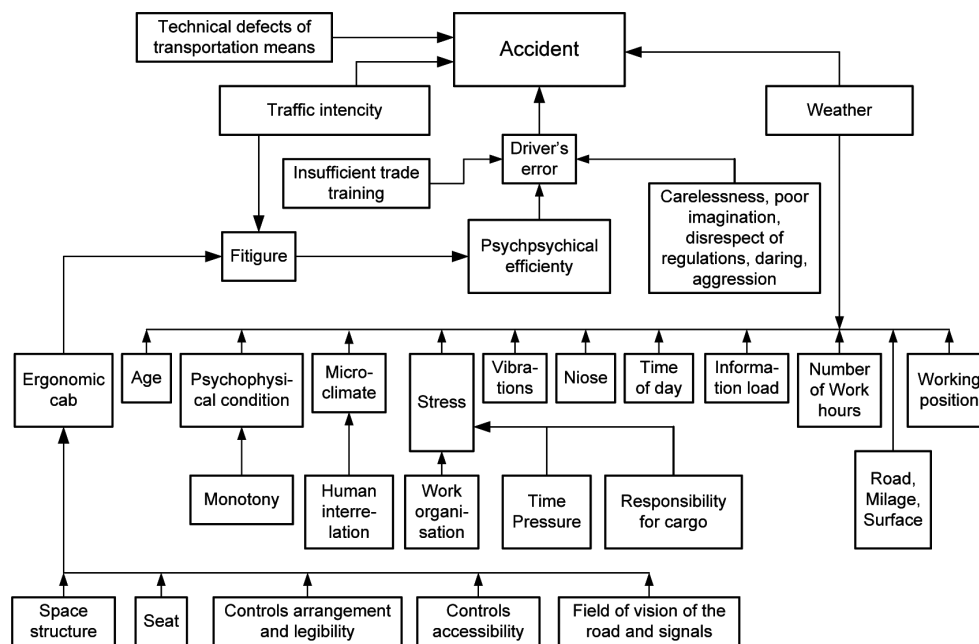 Technical defects of
transportation means
Accident
Traffic intencity
Weather
Insufficient trade
training
Driver's
error
Carelessness, poor
imagination,
disrespect of
regulations, daring,
aggression
Fitigure
Psychpsychical
efficienty
Ergonomic
cab
Age
Psychophysi-
cal condition
Micro-
climate
Stress
Vibra-
tions
Niose
Time
of day
Informa-
tion load
Number
of Work
hours
Working
position
Monotony
Human
interre-
lation
Work
organi-
sation
Time
Pressure
Responsibility
for cargo
Road,
Milage,
Surface
Space
structure
Seat
Controls arrangement
and legibility
Controls
accessibility
Field of vision of the
road and signals